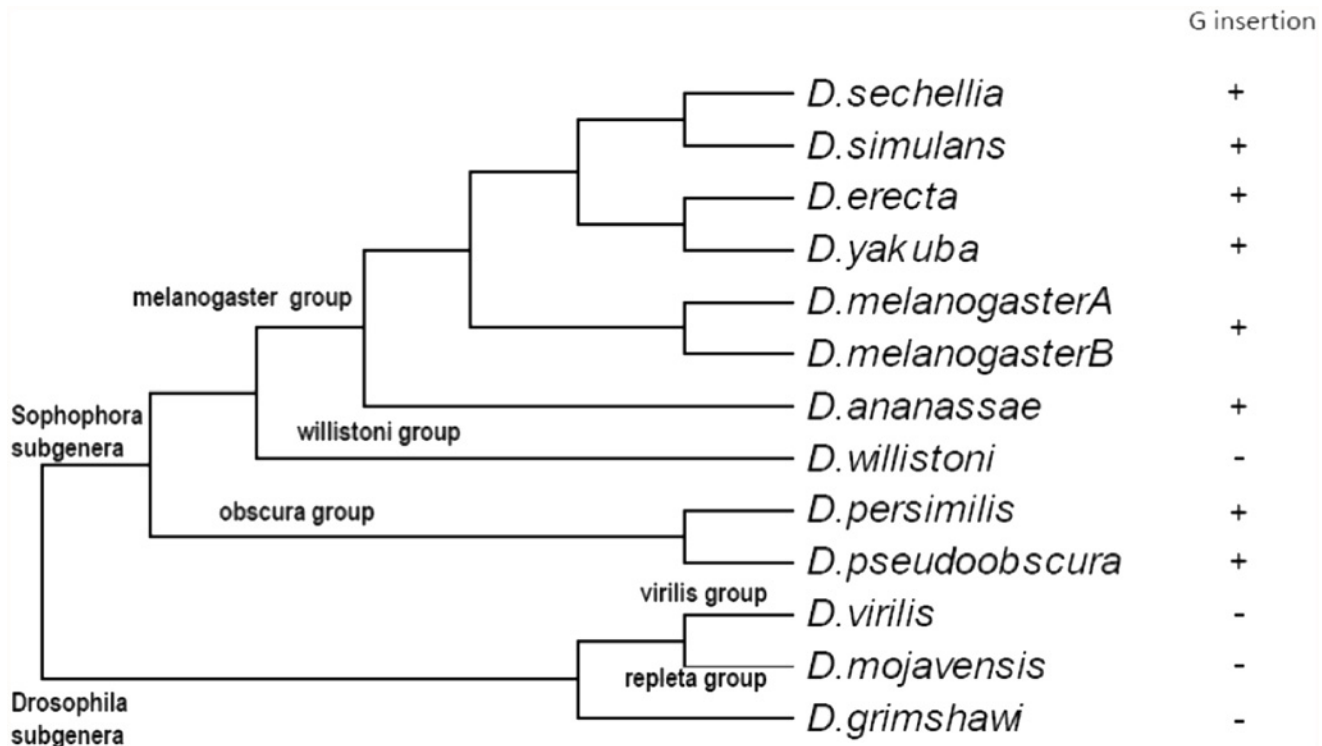 G insertion
D.sechellia +
D.simulans +
D.erecta +
D.yakuba +
melanogaster group
D.melanogasterA
+
D.melanogasterB
D.ananassae +
Sophophora
subgenera
willistoni group
D.willistoni -
obscura group
D.persimilis +
D.pseudoobscura +
virilis group
D.virilis -
D.mojavensis -
repleta group
D.grimshawi -
Drosophila
subgenera